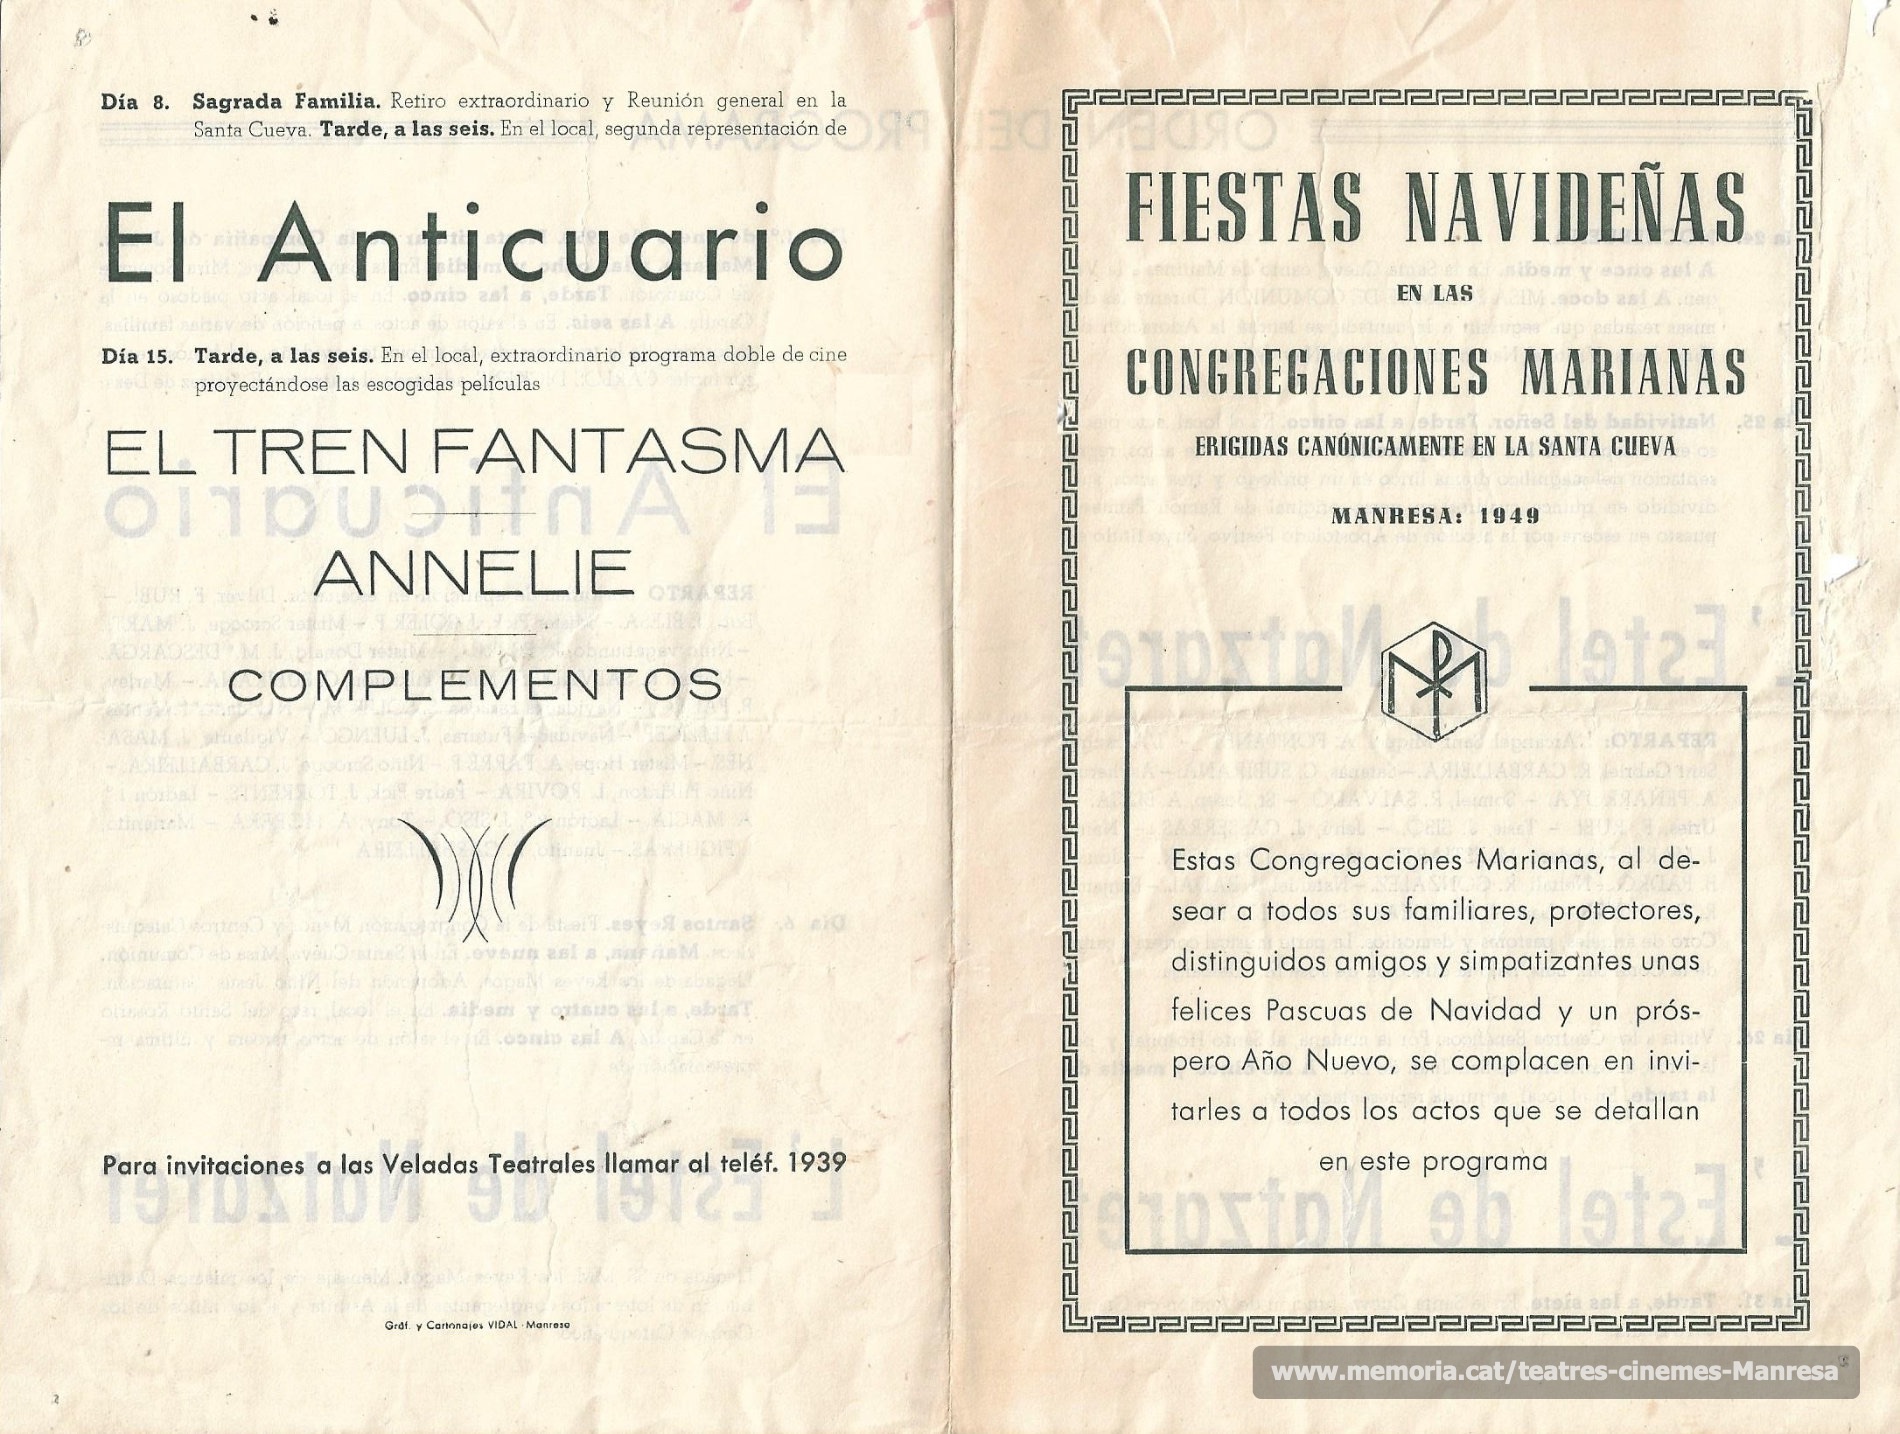 Día 8. Sagrada Familia. Retiro extraordinario y Reunión general en la
Santa Cueva. Tarde, a las seis. En el local, segunda representación de
El Anticuario
Día 15. Tarde, a las seis. En el local, extraordinario programa doble de cine
proyectándose las escogidas películas
EL TREN FANTASMA
ANNELIE
COMPLEMENTOS
Para invitaciones a las Veladas Teatrales llamar al teléf. 1939
Gráf. y Cartonajes VIDAL - Manresa
FIESTAS NAVIDEÑAS
EN LAS
CONGREGACIONES MARIANAS
ERIGIDAS CANÓNICAMENTE EN LA SANTA CUEVA
MANRESA: 1949
Estas Congregaciones Marianas, al de-
sear a todos sus familiares, protectores,
distinguidos amigos y simpatizantes unas
felices Pascuas de Navidad y un prós-
pero Año Nuevo, se complacen en invi-
tarles a todos los actos que se detallan
en este programa
www.memoria.cat/teatres-cinemes-Manresa